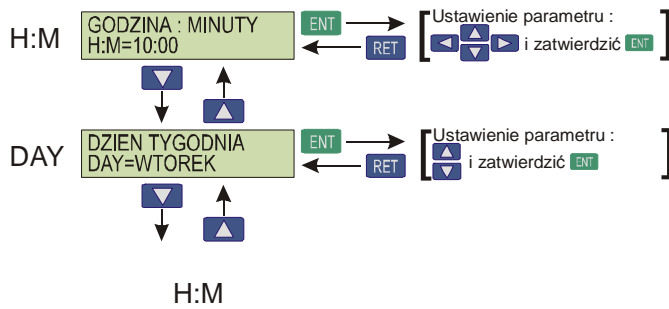 H:M
GODZINA : MINUTY
H:M=10:00
ENT
RET
Ustawienie parametru :
i zatwierdzić ENT
DAY
DZIEN TYGODNIA
DAY=WTOREK
ENT
RET
Ustawienie parametru :
i zatwierdzić ENT
H:M